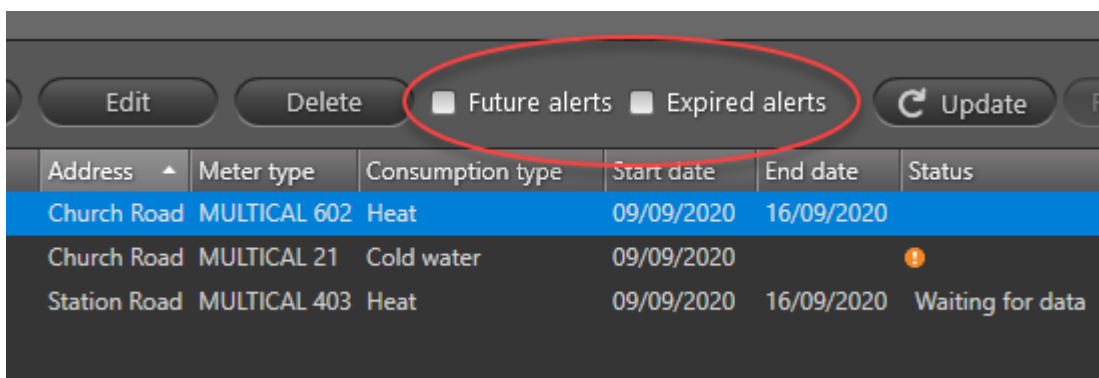 Edit Delete Future alerts Expired alerts Update
Address Meter type Consumption type Start date End date Status
Church Road MULTICAL 602 Heat 09/09/2020 16/09/2020
Church Road MULTICAL 21 Cold water 09/09/2020
Station Road MULTICAL 403 Heat 09/09/2020 16/09/2020 Waiting for data